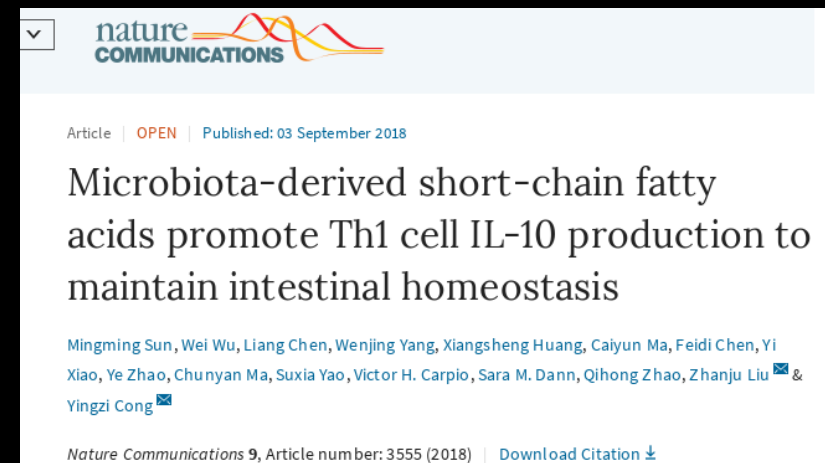 nature
COMMUNICATIONS
Article | OPEN | Published: 03 September 2018
Microbiota-derived short-chain fatty
acids promote Th1 cell IL-10 production to
maintain intestinal homeostasis
Mingming Sun, Wei Wu, Liang Chen, Wenjing Yang, Xiangsheng Huang, Caiyun Ma, Feidi Chen, Yi
Xiao, Ye Zhao, Chunyan Ma, Suxia Yao, Victor H. Carpio, Sara M. Dann, Qihong Zhao, Zhanju Liu &
Yingzi Cong
Nature Communications 9, Article number: 3555 (2018) | Download Citation